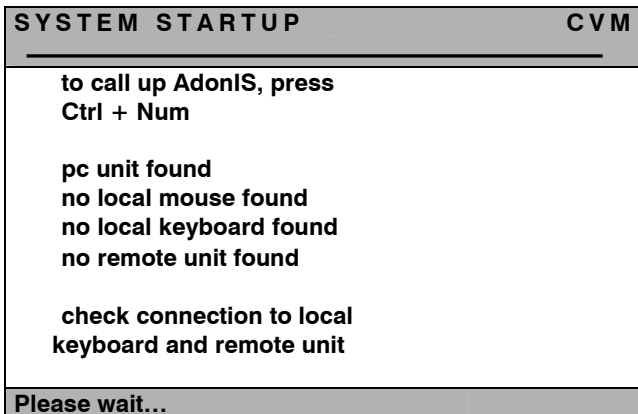 SYSTEM STARTUP CVM
to call up AdonIS, press
Ctrl + Num
pc unit found
no local mouse found
no local keyboard found
no remote unit found
check connection to local
keyboard and remote unit
Please wait...